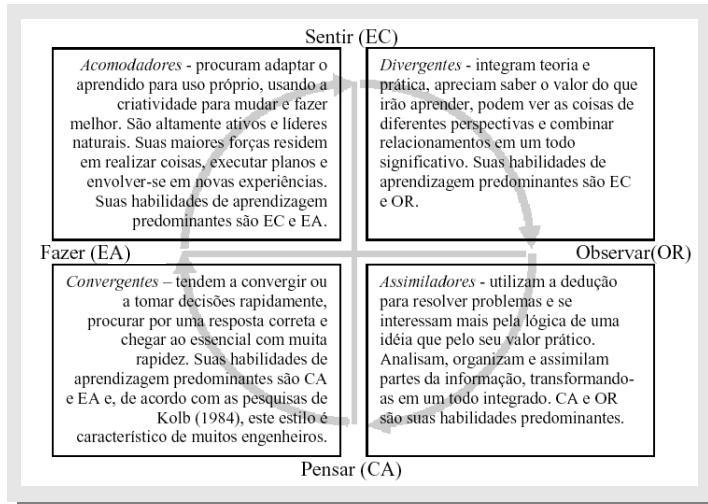 Sentir (EC)
Acomodadores - procuram adaptar o
aprendido para uso próprio, usando a
criatividade para mudar e fazer
melhor. São altamente ativos e líderes
naturais. Suas maiores forças residem
em realizar coisas, executar planos e
envolver-se em novas experiências.
Suas habilidades de aprendizagem
predominantes são EC e EA.
Divergentes - integram teoria e
prática, apreciam saber o valor do que
irão aprender, podem ver as coisas de
diferentes perspectivas e combinar
relacionamentos em um todo
significativo. Suas habilidades de
aprendizagem predominantes são EC
e OR.
Fazer (EA)
Observar(OR)
Convergentes – tendem a convergir ou
a tomar decisões rapidamente,
procurar por uma resposta correta e
chegar ao essencial com muita
rapidez. Suas habilidades de
aprendizagem predominantes são CA
e EA e, de acordo com as pesquisas de
Kolb (1984), este estilo é
característico de muitos engenheiros.
Assimiladores - utilizam a dedução
para resolver problemas e se
interessam mais pela lógica de uma
idéia que pelo seu valor prático.
Analisam, organizam e assimilam
partes da informação, transformando-
as em um todo integrado. CA e OR
são suas habilidades predominantes.
Pensar (CA)